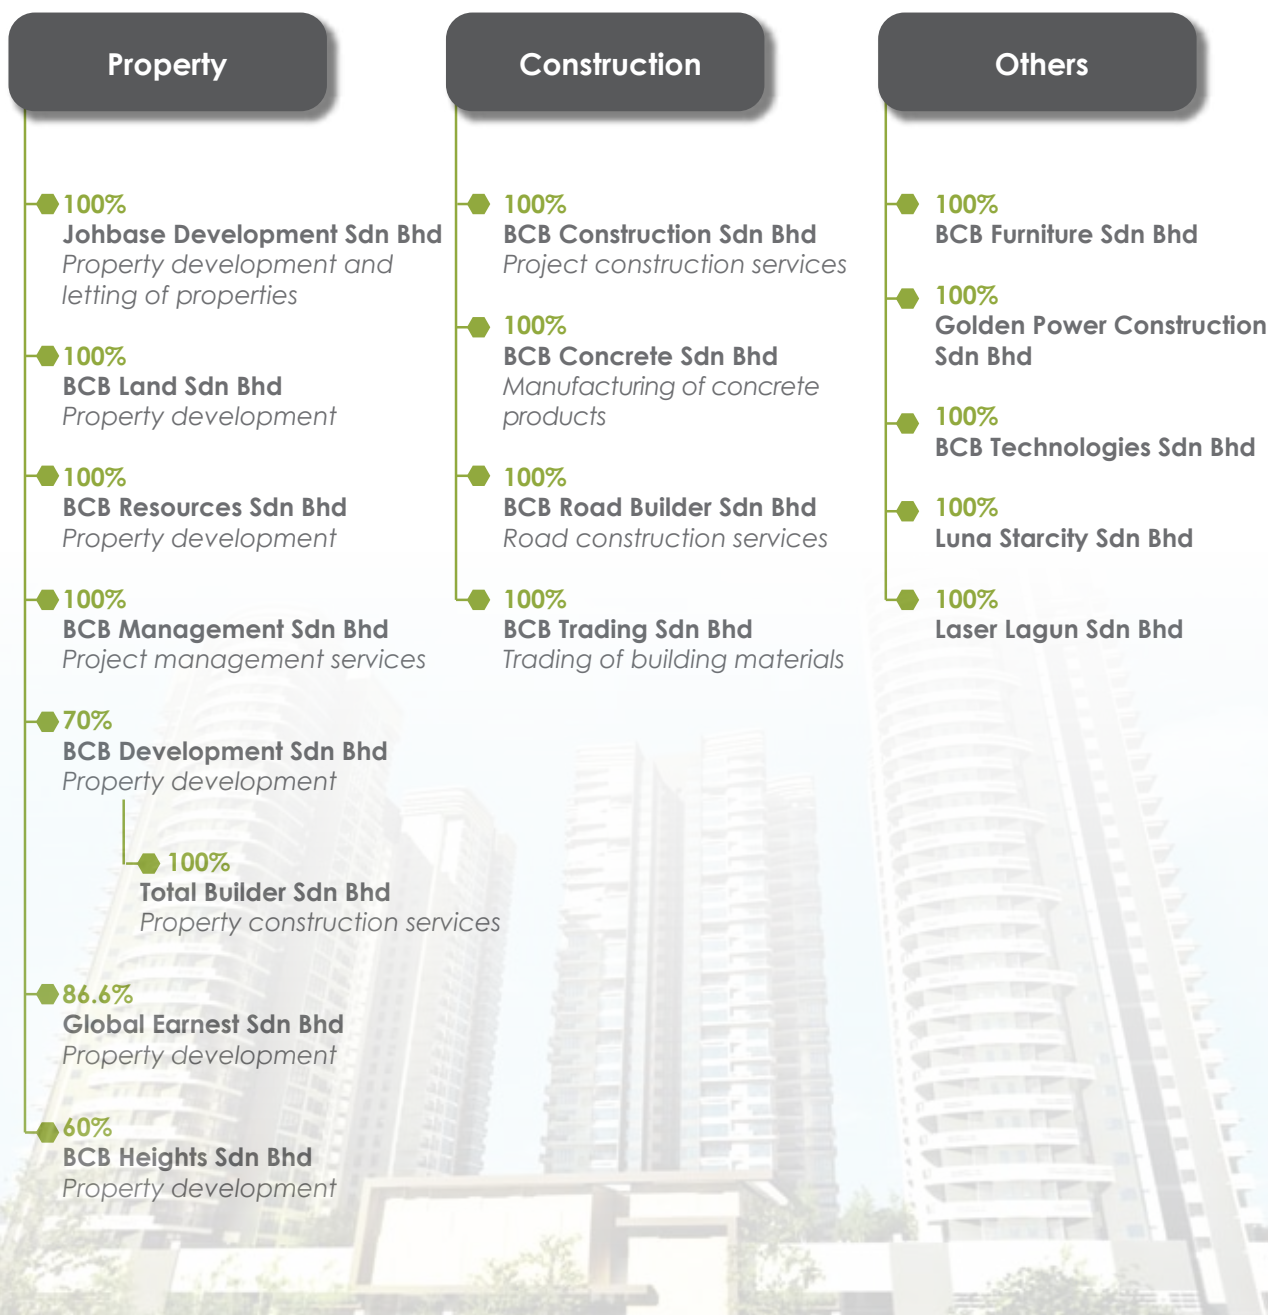 Property
100%
Johbase Development Sdn Bhd
Property development and
letting of properties
100%
BCB Land Sdn Bhd
Property development
100%
BCB Resources Sdn Bhd
Property development
100%
BCB Management Sdn Bhd
Project management services
70%
BCB Development Sdn Bhd
Property development
100%
Total Builder Sdn Bhd
Property construction services
86.6%
Global Earnest Sdn Bhd
Property development
60%
BCB Heights Sdn Bhd
Property development
Construction
100%
BCB Construction Sdn Bhd
Project construction services
100%
BCB Concrete Sdn Bhd
Manufacturing of concrete
products
100%
BCB Road Builder Sdn Bhd
Road construction services
100%
BCB Trading Sdn Bhd
Trading of building materials
Others
100%
BCB Furniture Sdn Bhd
100%
Golden Power Construction
Sdn Bhd
100%
BCB Technologies Sdn Bhd
100%
Luna Starcity Sdn Bhd
100%
Laser Lagun Sdn Bhd